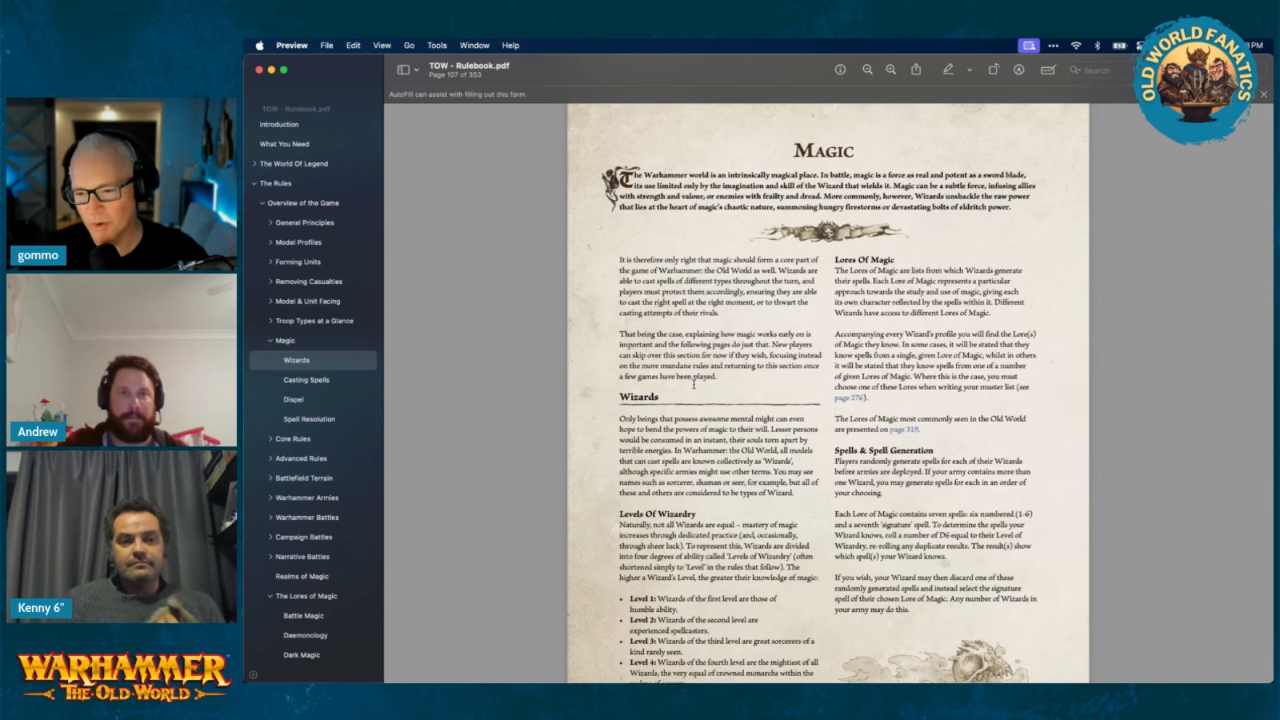 Preview File Edit View Go Tools Window Help
PM
OLD WORLD FANATICS
TOW - Rulebook.pdf
Page 107 of 353
Search
AutoFill can assist with filling out this form.
TOW - Rulebook.pdf
Introduction
What You Need
The World Of Legend
The Rules
Overview of the Game
General Principles
Model Profiles
Forming Units
Removing Casualties
Model & Unit Facing
Troop Types at a Glance
Magic
Wizards
Casting Spells
Dispel
Spell Resolution
Core Rules
Advanced Rules
Battlefield Terrain
Warhammer Armies
Warhammer Battles
Campaign Battles
Narrative Battles
Realms of Magic
The Lores of Magic
Battle Magic
Daemonology
Dark Magic
gommo
Andrew
Kenny 6"
WARHAMMER
THE OLD WORLD
MAGIC
The Warhammer world is an intrinsically magical place. In battle, magic is a force as real and potent as a sword blade,
its use limited only by the imagination and skill of the Wizard that wields it. Magic can be a subtle force, infusing allies
with strength and valour, or enemies with frailty and dread. More commonly, however, Wizards unshackle the raw power
that lies at the heart of magic's chaotic nature, summoning hungry firestorms or devastating bolts of eldritch power.
It is therefore only right that magic should form a core part of
the game of Warhammer: the Old World as well. Wizards are
able to cast spells of different types throughout the turn, and
players must protect them accordingly, ensuring they are able
to cast the right spell at the right moment, or to thwart the
casting attempts of their rivals.
That being the case, explaining how magic works early on is
important and the following pages do just that. New players
can skip over this section for now if they wish, focusing instead
on the more mundane rules and returning to this section once
a few games have been played.
Wizards
Only beings that possess awesome mental might can even
hope to bend the powers of magic to their will. Lesser persons
would be consumed in an instant, their souls torn apart by
terrible energies. In Warhammer: the Old World, all models
that can cast spells are known collectively as 'Wizards',
although specific armies might use other terms. You may see
names such as sorcerer, shaman or seer, for example, but all of
these and others are considered to be types of Wizard.
Levels Of Wizardry
Naturally, not all Wizards are equal – mastery of magic
increases through dedicated practice (and, occasionally,
through sheer luck). To represent this, Wizards are divided
into four degrees of ability called 'Levels of Wizardry' (often
shortened simply to 'Level' in the rules that follow). The
higher a Wizard's Level, the greater their knowledge of magic:
• Level 1: Wizards of the first level are those of
humble ability.
• Level 2: Wizards of the second level are
experienced spellcasters.
• Level 3: Wizards of the third level are great sorcerers of a
kind rarely seen.
• Level 4: Wizards of the fourth level are the mightiest of all
Wizards, the very equal of crowned monarchs within the
Lores Of Magic
The Lores of Magic are lists from which Wizards generate
their spells. Each Lore of Magic represents a particular
approach towards the study and use of magic, giving each
its own character reflected by the spells within it. Different
Wizards have access to different Lores of Magic.
Accompanying every Wizard's profile you will find the Lore(s)
of Magic they know. In some cases, it will be stated that they
know spells from a single, given Lore of Magic, whilst in others
it will be stated that they know spells from one of a number
of given Lores of Magic. Where this is the case, you must
choose one of these Lores when writing your muster list (see
page 276).
The Lores of Magic most commonly seen in the Old World
are presented on page 319.
Spells & Spell Generation
Players randomly generate spells for each of their Wizards
before armies are deployed. If your army contains more than
one Wizard, you may generate spells for each in an order of
your choosing.
Each Lore of Magic contains seven spells: six numbered (1-6)
and a seventh 'signature' spell. To determine the spells your
Wizard knows, roll a number of D6 equal to their Level of
Wizardry, re-rolling any duplicate results. The result(s) show
which spell(s) your Wizard knows.
If you wish, your Wizard may then discard one of these
randomly generated spells and instead select the signature
spell of their chosen Lore of Magic. Any number of Wizards in
your army may do this.